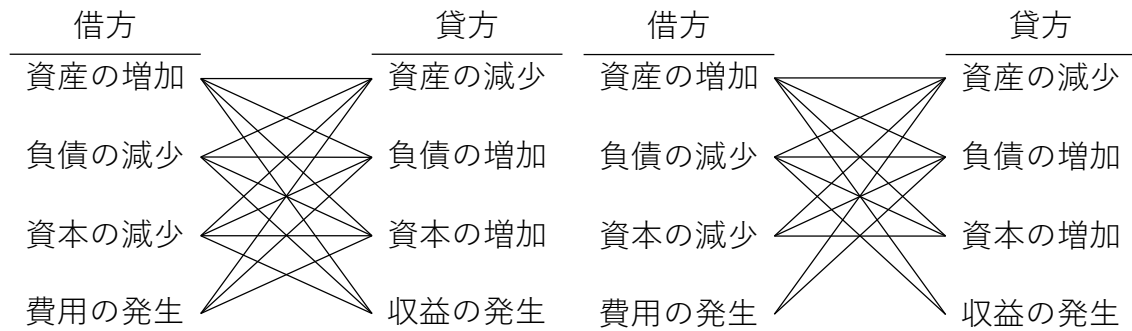 借方 貸方 借方 貸方
資産の増加 資産の減少 資産の増加 資産の減少
負債の減少 負債の増加 負債の減少 負債の増加
資本の減少 資本の増加 資本の減少 資本の増加
費用の発生 収益の発生 費用の発生 収益の発生